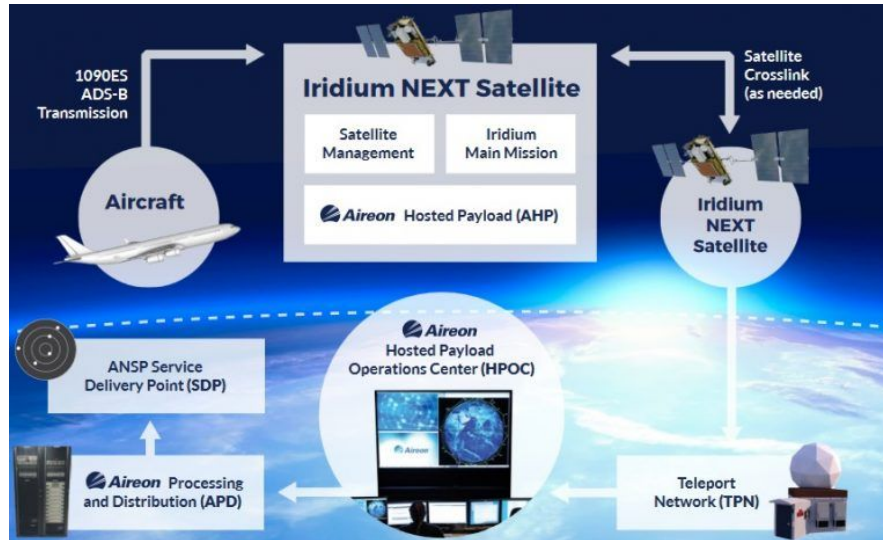 1090ES
ADS-B
Transmission
Iridium NEXT Satellite
Satellite
Management
Iridium
Main Mission
Aireon Hosted Payload (AHP)
Satellite
Crosslink
(as needed)
Aircraft
Iridium
NEXT
Satellite
Aireon
Hosted Payload
Operations Center (HPOC)
Aireon
ANSP Service
Delivery Point (SDP)
Aireon Processing
and Distribution (APD)
Teleport
Network (TPN)